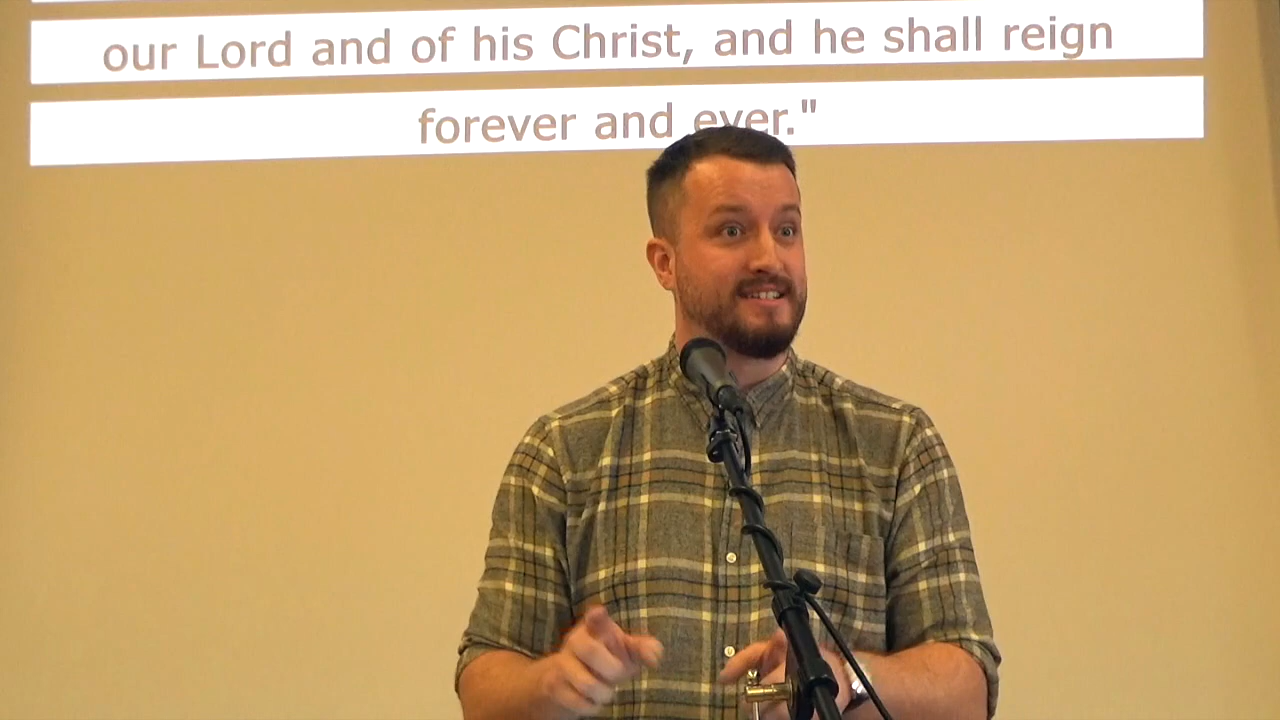 our Lord and of his Christ, and he shall reign
forever and ever."